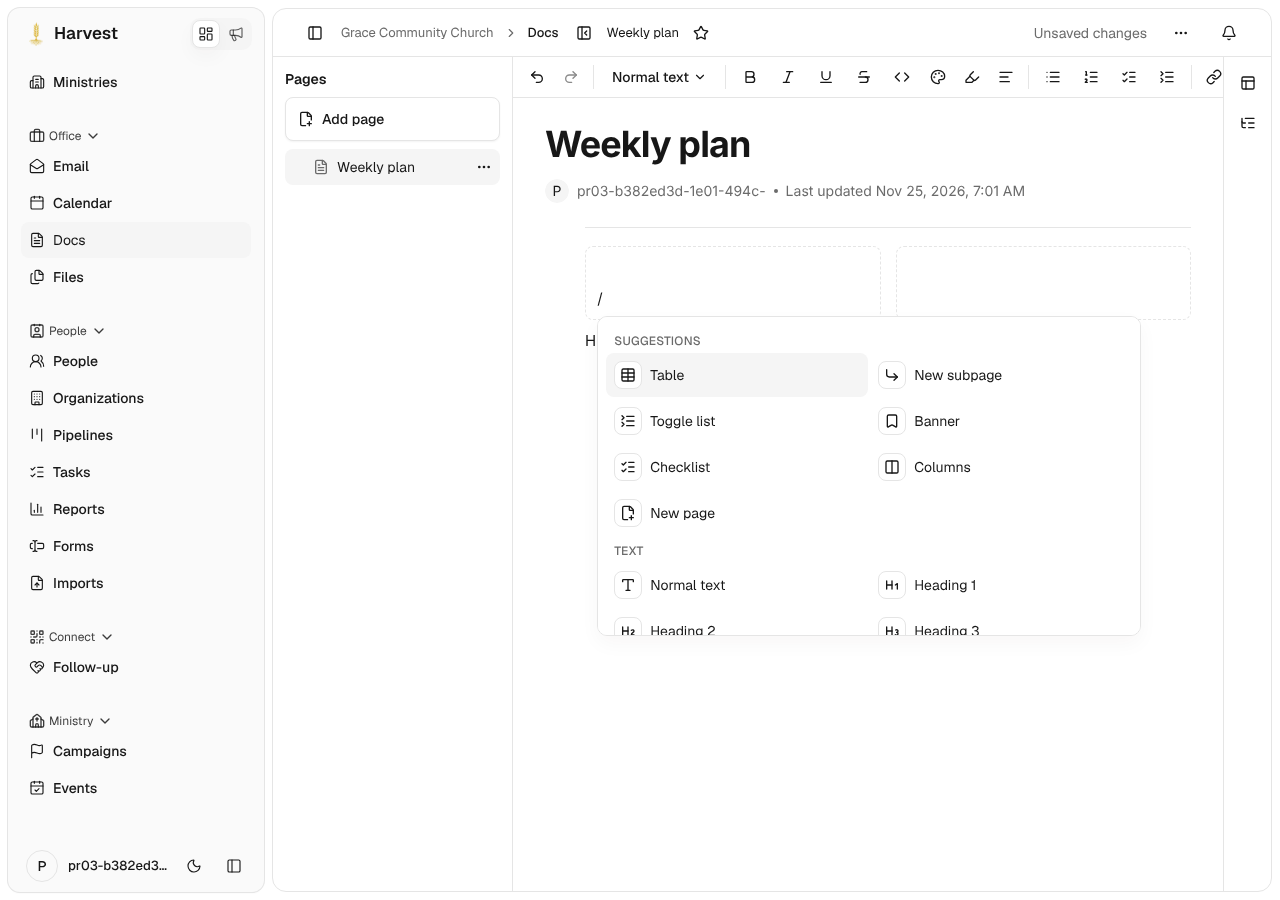 Harvest
Ministries
Office
Email
Calendar
Docs
Files
People
People
Organizations
Pipelines
Tasks
Reports
Forms
Imports
Connect
Follow-up
Ministry
Campaigns
Events
P pr03-b382ed3...
Grace Community Church > Docs Weekly plan
Unsaved changes
Pages
Add page
Weekly plan
Normal text
Weekly plan
P pr03-b382ed3d-1e01-494c- • Last updated Nov 25, 2026, 7:01 AM
/
H
SUGGESTIONS
Table New subpage
Toggle list Banner
Checklist Columns
New page
TEXT
Normal text H1 Heading 1
H2 Heading 2 H3 Heading 3